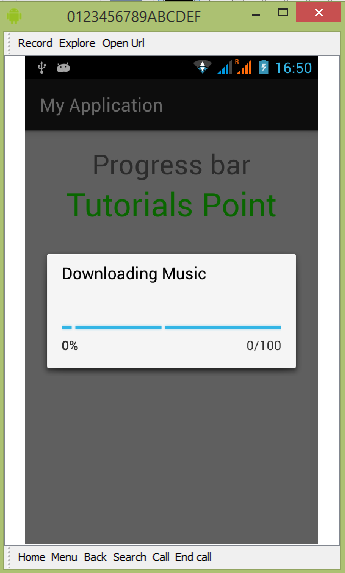 0123456789ABCDEF
Record Explore Open Url
R 16:50
My Application
Progress bar
Tutorials Point
Downloading Music
0% 0/100
Home Menu Back Search Call End call